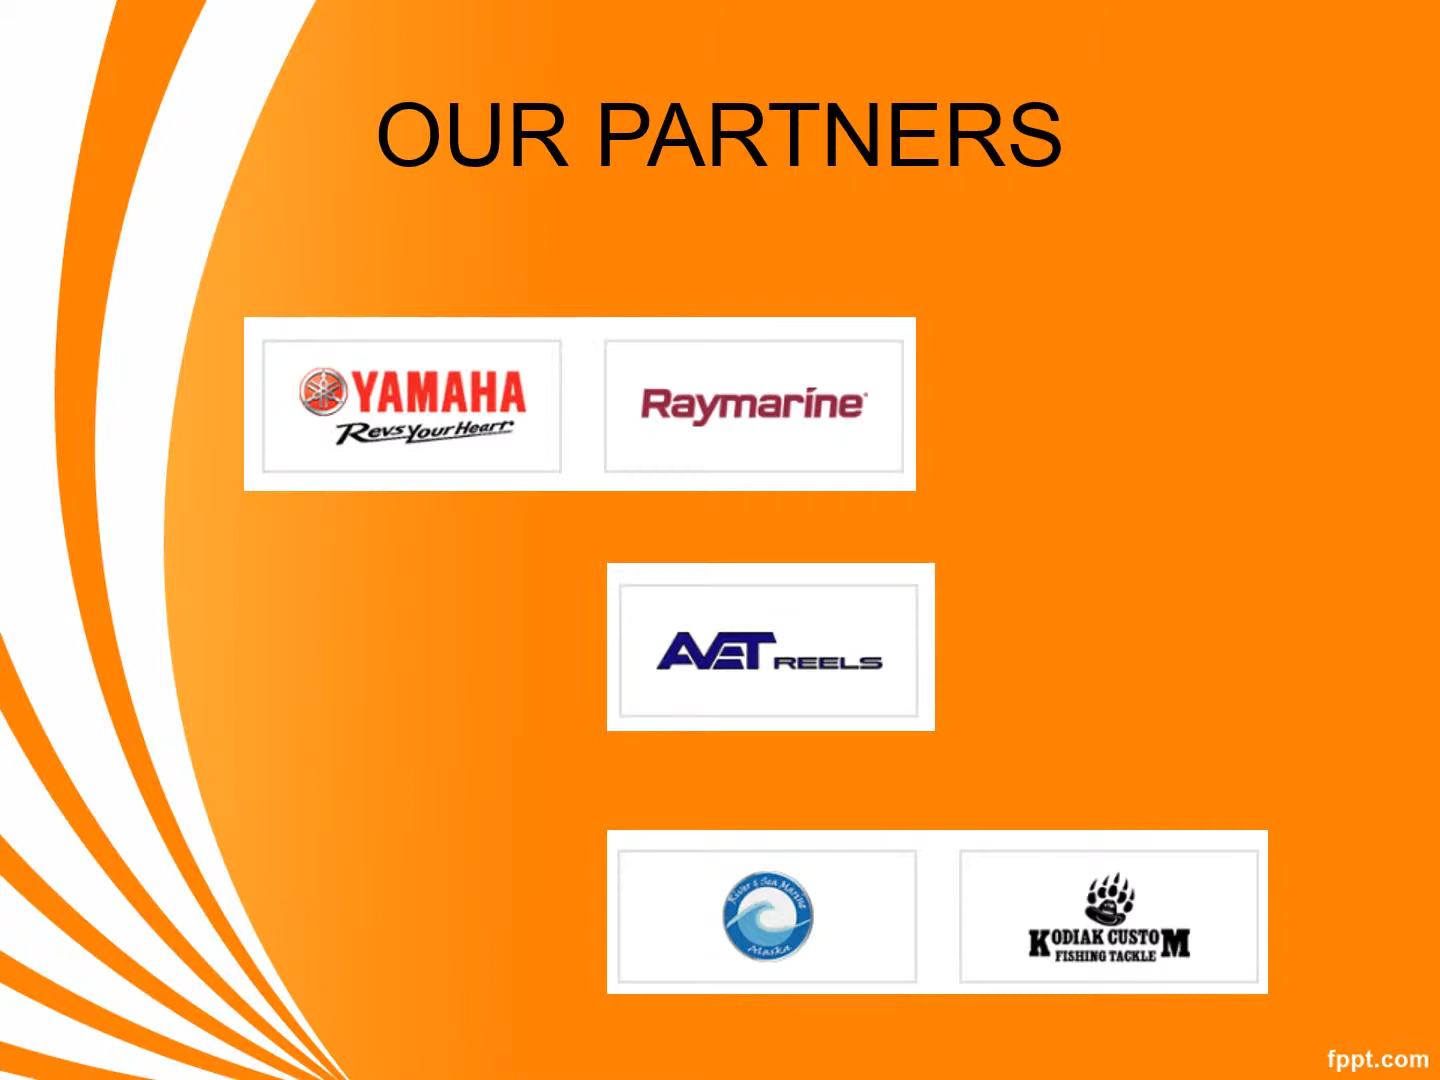 OUR PARTNERS
YAMAHA
Revs Your Heart
Raymarine®
AVET REELS
River & Sea Marine
Alaska
KODIAK CUSTOM
FISHING TACKLE
fppt.com